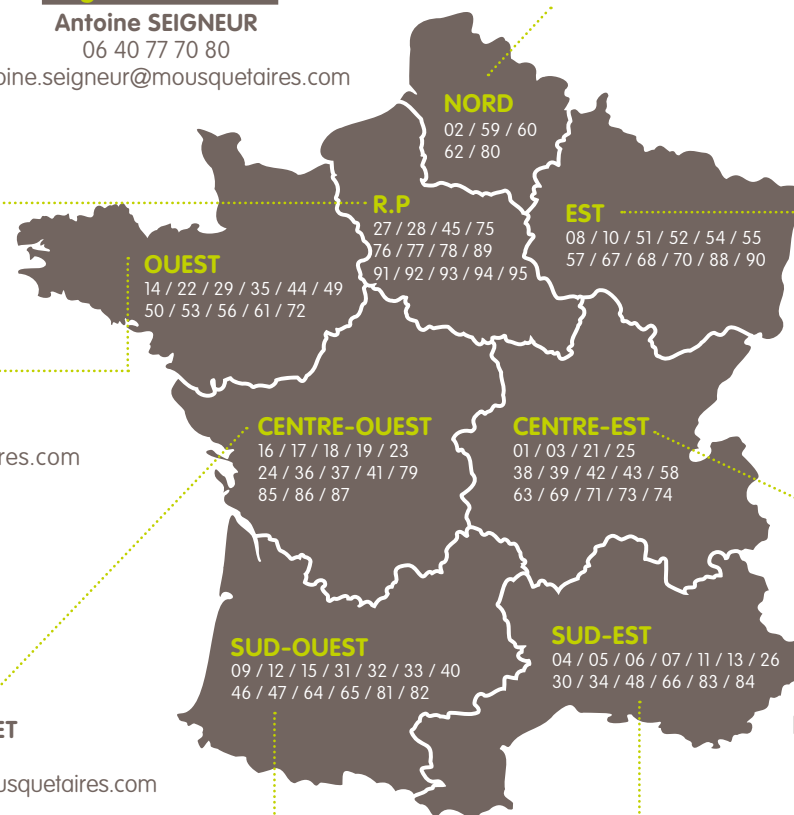 Antoine SEIGNEUR
06 40 77 70 80
oine.seigneur@mousquetaires.com
NORD
02 / 59 / 60
62 / 80
R.P
27 / 28 / 45 / 75
76 / 77 / 78 / 89
91 / 92 / 93 / 94 / 95
EST
08 / 10 / 51 / 52 / 54 / 55
57 / 67 / 68 / 70 / 88 / 90
OUEST
14 / 22 / 29 / 35 / 44 / 49
50 / 53 / 56 / 61 / 72
CENTRE-OUEST
16 / 17 / 18 / 19 / 23
24 / 36 / 37 / 41 / 79
85 / 86 / 87
CENTRE-EST
01 / 03 / 21 / 25
38 / 39 / 42 / 43 / 58
63 / 69 / 71 / 73 / 74
res.com
SUD-OUEST
09 / 12 / 15 / 31 / 32 / 33 / 40
46 / 47 / 64 / 65 / 81 / 82
SUD-EST
04 / 05 / 06 / 07 / 11 / 13 / 26
30 / 34 / 48 / 66 / 83 / 84
ET
usquetaires.com